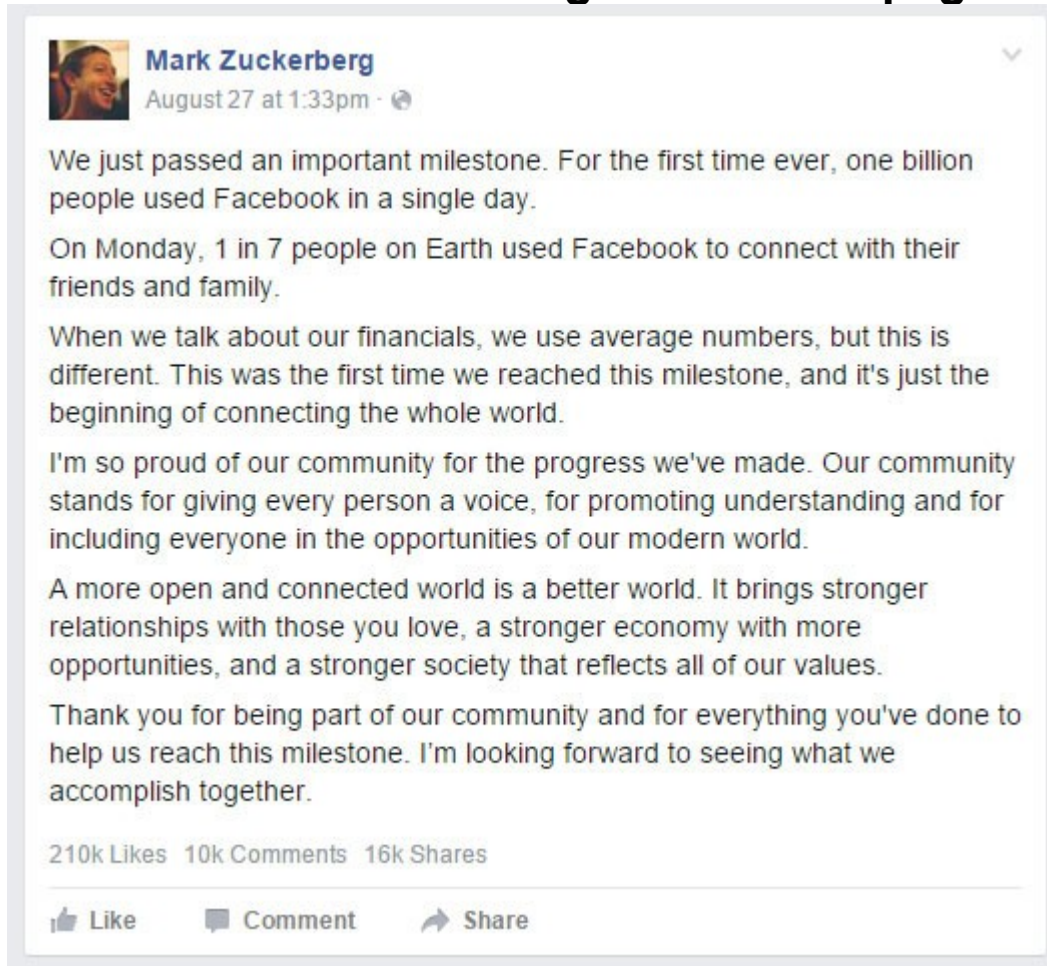 Mark Zuckerberg
August 27 at 1:33pm ·
We just passed an important milestone. For the first time ever, one billion
people used Facebook in a single day.
On Monday, 1 in 7 people on Earth used Facebook to connect with their
friends and family.
When we talk about our financials, we use average numbers, but this is
different. This was the first time we reached this milestone, and it's just the
beginning of connecting the whole world.
I'm so proud of our community for the progress we've made. Our community
stands for giving every person a voice, for promoting understanding and for
including everyone in the opportunities of our modern world.
A more open and connected world is a better world. It brings stronger
relationships with those you love, a stronger economy with more
opportunities, and a stronger society that reflects all of our values.
Thank you for being part of our community and for everything you've done to
help us reach this milestone. I’m looking forward to seeing what we
accomplish together.
210k Likes 10k Comments 16k Shares
Like Comment Share